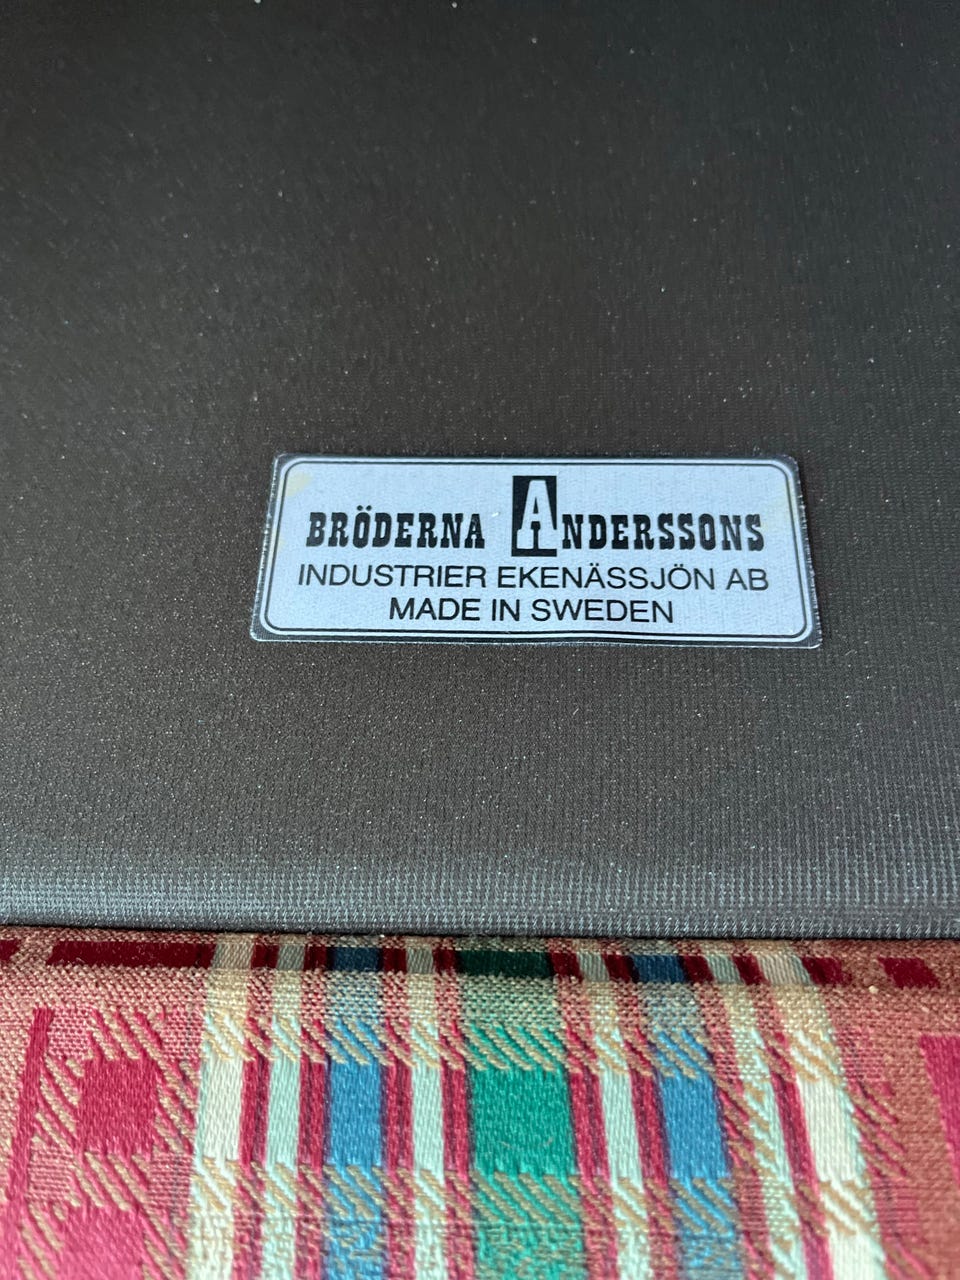 BRÖDERNA ANDERSSONS
INDUSTRIER EKENÄSSJÖN AB
MADE IN SWEDEN